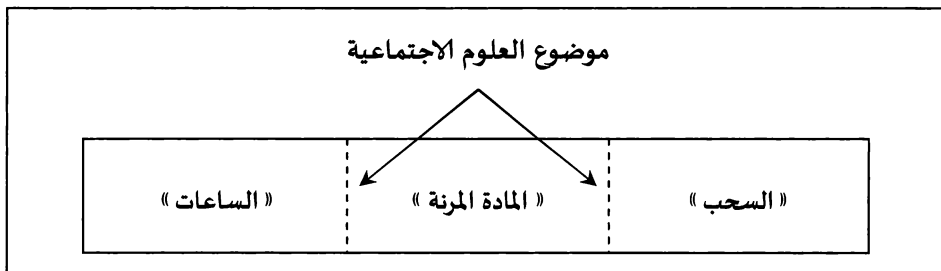 موضوع العلوم الاجتماعية
« السحب » « المادة المرنة » « الساعات »